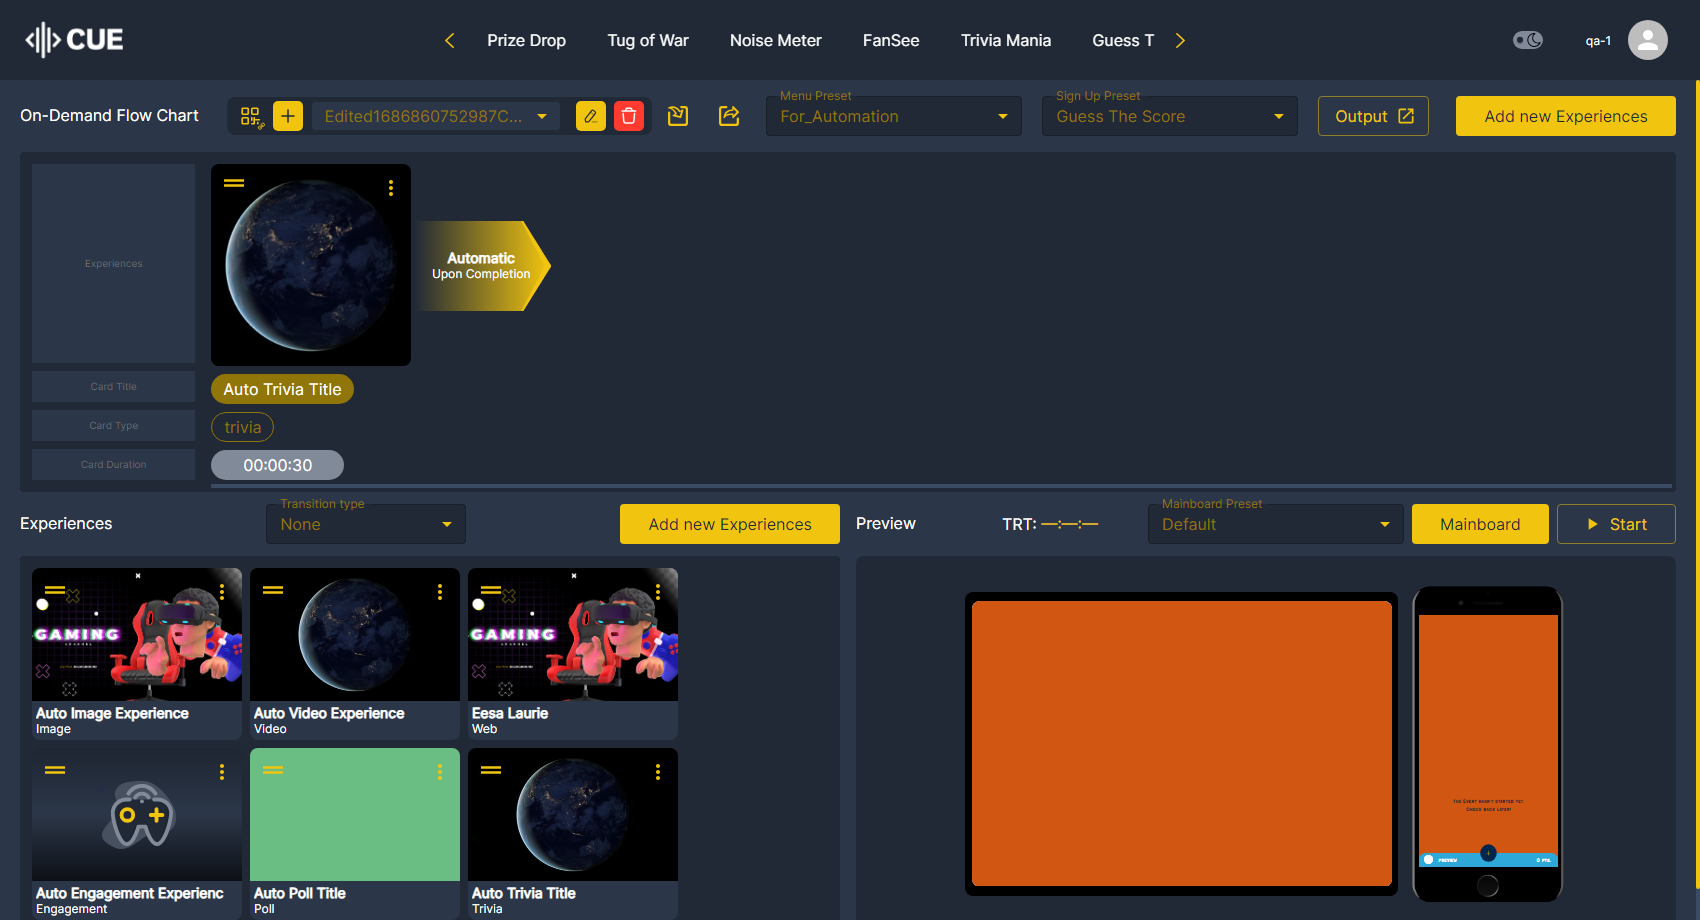 CUE
Prize Drop
Tug of War
Noise Meter
FanSee
Trivia Mania
Guess T
qa-1
On-Demand Flow Chart
Edited1686860752987C...
Menu Preset
For_Automation
Sign Up Preset
Guess The Score
Output
Add new Experiences
Experiences
Automatic
Upon Completion
Card Title
Auto Trivia Title
Card Type
trivia
Card Duration
00:00:30
Experiences
Transition type
None
Add new Experiences
Preview
TRT: —:—:—
Mainboard Preset
Default
Mainboard
Start
GAMING
GAMING
Auto Image Experience
Image
Auto Video Experience
Video
Eesa Laurie
Web
Auto Engagement Experienc
Engagement
Auto Poll Title
Poll
Auto Trivia Title
Trivia
The Event hasn't started yet.
Check back later!
PREVIEW
0 PTS.